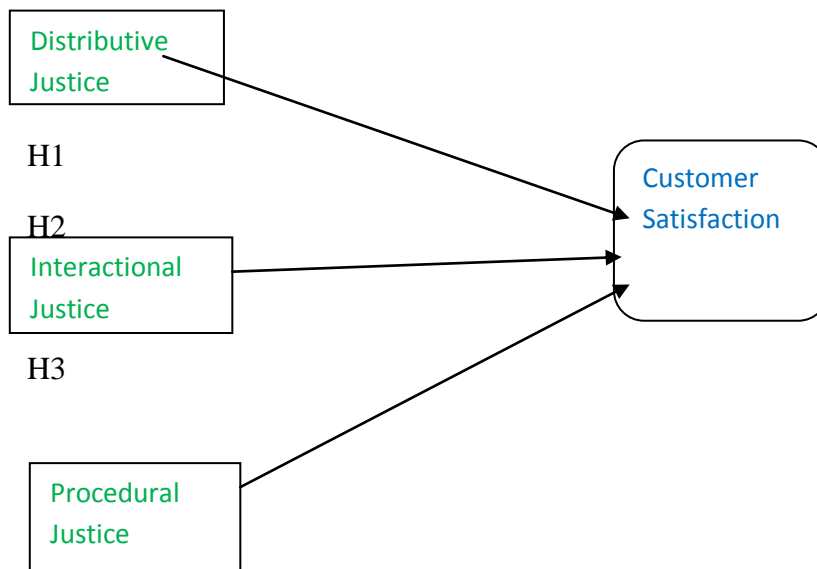 Distributive
Justice
H1
Customer
Satisfaction
H2
Interactional
Justice
H3
Procedural
Justice